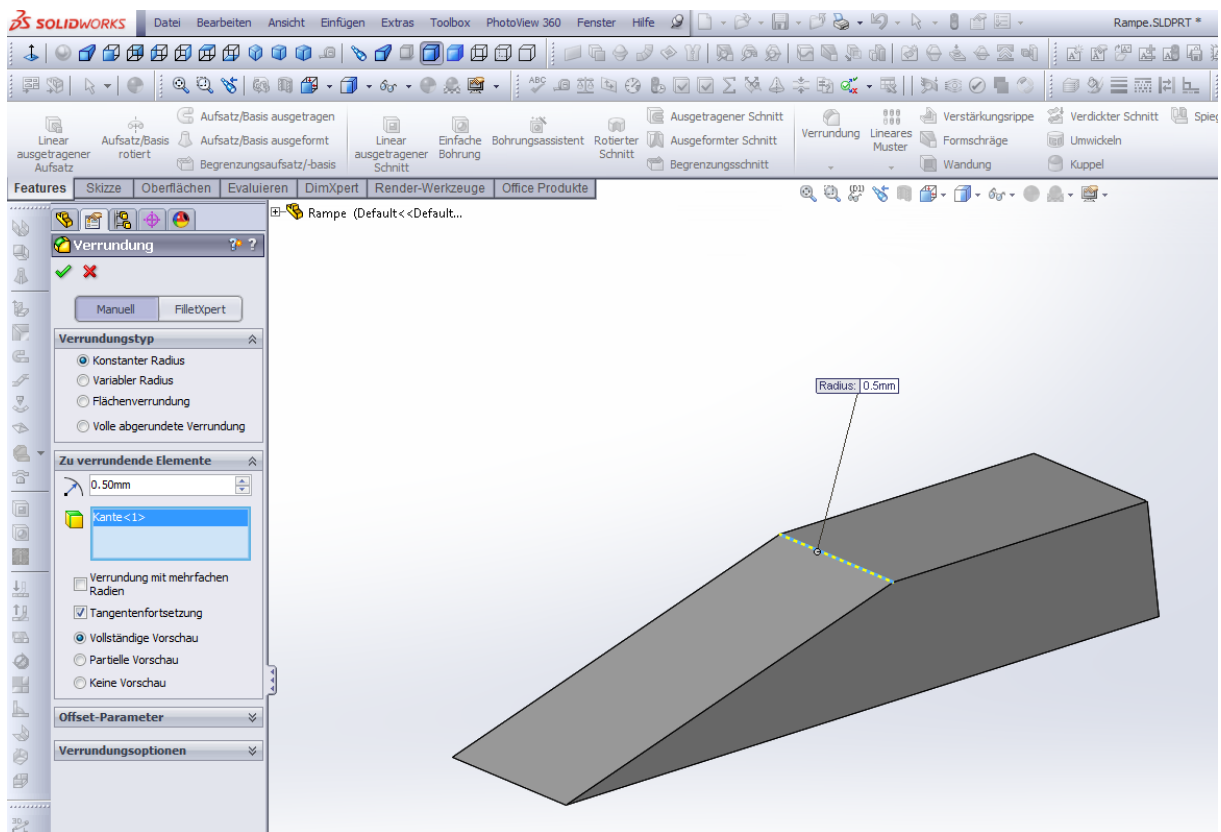 SOLIDWORKS Datei Bearbeiten Ansicht Einfügen Extras Toolbox PhotoView 360 Fenster Hilfe Rampe.SLDPRT *
ABC
Linear ausgetragener Aufsatz
Aufsatz/Basis rotiert
Aufsatz/Basis ausgetragen
Aufsatz/Basis ausgeformt
Begrenzungsaufsatz/-basis
Linear ausgetragener Schnitt
Einfache Bohrung
Bohrungsassistent
Rotierter Schnitt
Ausgetragener Schnitt
Ausgeformter Schnitt
Begrenzungsschnitt
Verrundung
Lineares Muster
Verstärkungsrippe
Formschräge
Wandung
Verdickter Schnitt
Umwickeln
Kuppel
Spieg
Features Skizze Oberflächen Evaluieren DimXpert Render-Werkzeuge Office Produkte
Rampe (Default<<Default...
Verrundung ? ?
Manuell FilletXpert
Verrundungstyp
Konstanter Radius
Variabler Radius
Flächenverrundung
Volle abgerundete Verrundung
Zu verrundende Elemente
0.50mm
Kante<1>
Verrundung mit mehrfachen
Radien
Tangentenfortsetzung
Vollständige Vorschau
Partielle Vorschau
Keine Vorschau
Offset-Parameter
Verrundungsoptionen
Radius: 0.5mm
3D